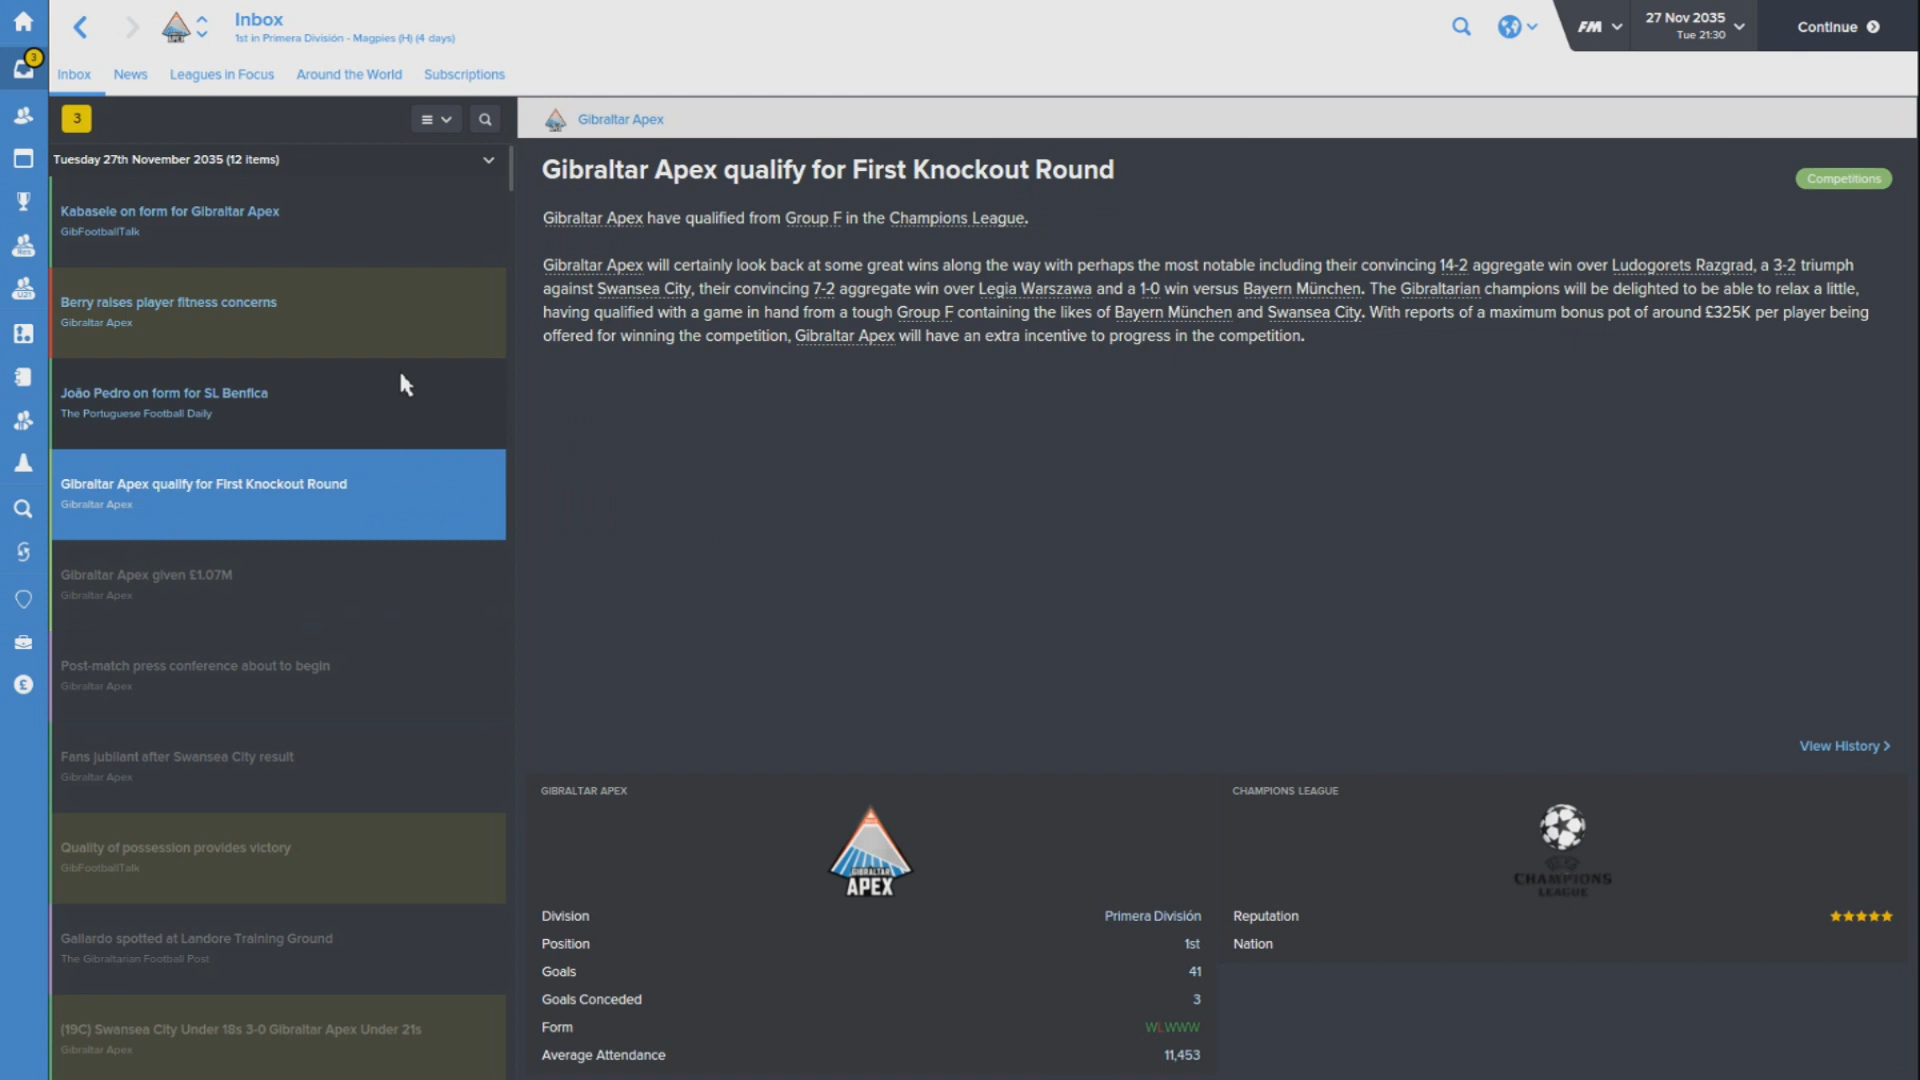 Inbox
1st in Primera División - Magpies (H) (4 days)
FM
27 Nov 2035
Tue 21:30
Continue
3
Inbox
News
Leagues in Focus
Around the World
Subscriptions
3
Tuesday 27th November 2035 (12 items)
Kabasele on form for Gibraltar Apex
GibFootballTalk
Berry raises player fitness concerns
Gibraltar Apex
João Pedro on form for SL Benfica
The Portuguese Football Daily
Gibraltar Apex qualify for First Knockout Round
Gibraltar Apex
Gibraltar Apex given £1.07M
Gibraltar Apex
Post-match press conference about to begin
Gibraltar Apex
Fans jubilant after Swansea City result
Gibraltar Apex
Quality of possession provides victory
GibFootballTalk
Gallardo spotted at Landore Training Ground
The Gibraltarian Football Post
(19C) Swansea City Under 18s 3-0 Gibraltar Apex Under 21s
Gibraltar Apex
RES
U21
Gibraltar Apex
Gibraltar Apex qualify for First Knockout Round
Competitions
Gibraltar Apex have qualified from Group F in the Champions League.
Gibraltar Apex will certainly look back at some great wins along the way with perhaps the most notable including their convincing 14-2 aggregate win over Ludogorets Razgrad, a 3-2 triumph
against Swansea City, their convincing 7-2 aggregate win over Legia Warszawa and a 1-0 win versus Bayern München. The Gibraltarian champions will be delighted to be able to relax a little,
having qualified with a game in hand from a tough Group F containing the likes of Bayern München and Swansea City. With reports of a maximum bonus pot of around £325K per player being
offered for winning the competition, Gibraltar Apex will have an extra incentive to progress in the competition.
View History
GIBRALTAR APEX
GIBRALTAR
APEX
Division Primera División
Position 1st
Goals 41
Goals Conceded 3
Form WLWWW
Average Attendance 11,453
CHAMPIONS LEAGUE
UEFA
CHAMPIONS
LEAGUE
Reputation
Nation